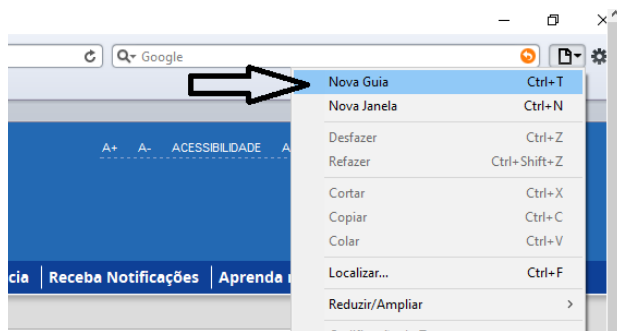 Google
Nova Guia Ctrl+T
Nova Janela Ctrl+N
Desfazer Ctrl+Z
Refazer Ctrl+Shift+Z
Cortar Ctrl+X
Copiar Ctrl+C
Colar Ctrl+V
Localizar... Ctrl+F
Reduzir/Ampliar
A+ A- ACESSIBILIDADE A
cia Receba Notificações Aprenda